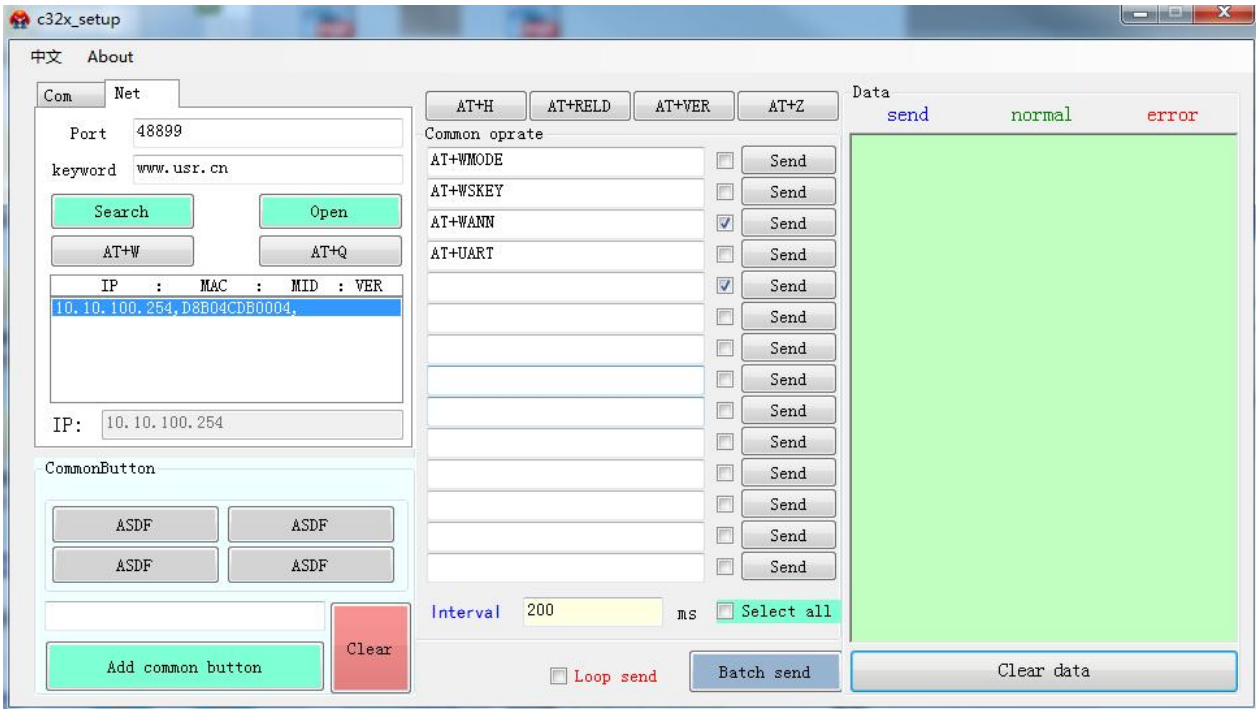 c32x_setup
中文 About
Com Net
Port 48899
keyword www.usr.cn
Search Open
AT+W AT+Q
IP : MAC : MID : VER
10.10.100.254,D8B04CDB0004,
IP: 10.10.100.254
CommonButton
ASDF ASDF
ASDF ASDF
Add common button
Clear
AT+H AT+RELD AT+VER AT+Z
Common oprate
AT+WMODE Send
AT+WSKEY Send
AT+WANN Send
AT+UART Send
Send
Send
Send
Send
Send
Send
Send
Send
Send
Send
Interval 200 ms Select all
Loop send Batch send
Data
send normal error
Clear data